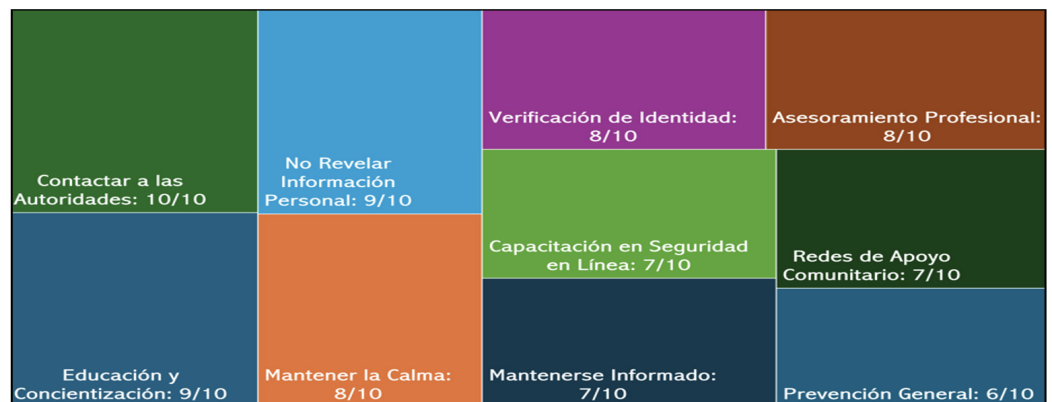 Contactar a las
Autoridades: 10/10
No Revelar
Información
Personal: 9/10
Verificación de Identidad:
8/10
Asesoramiento Profesional:
8/10
Capacitación en Seguridad
en Línea: 7/10
Redes de Apoyo
Comunitario: 7/10
Educación y
Concientización: 9/10
Mantener la Calma:
8/10
Mantenerse Informado:
7/10
Prevención General: 6/10